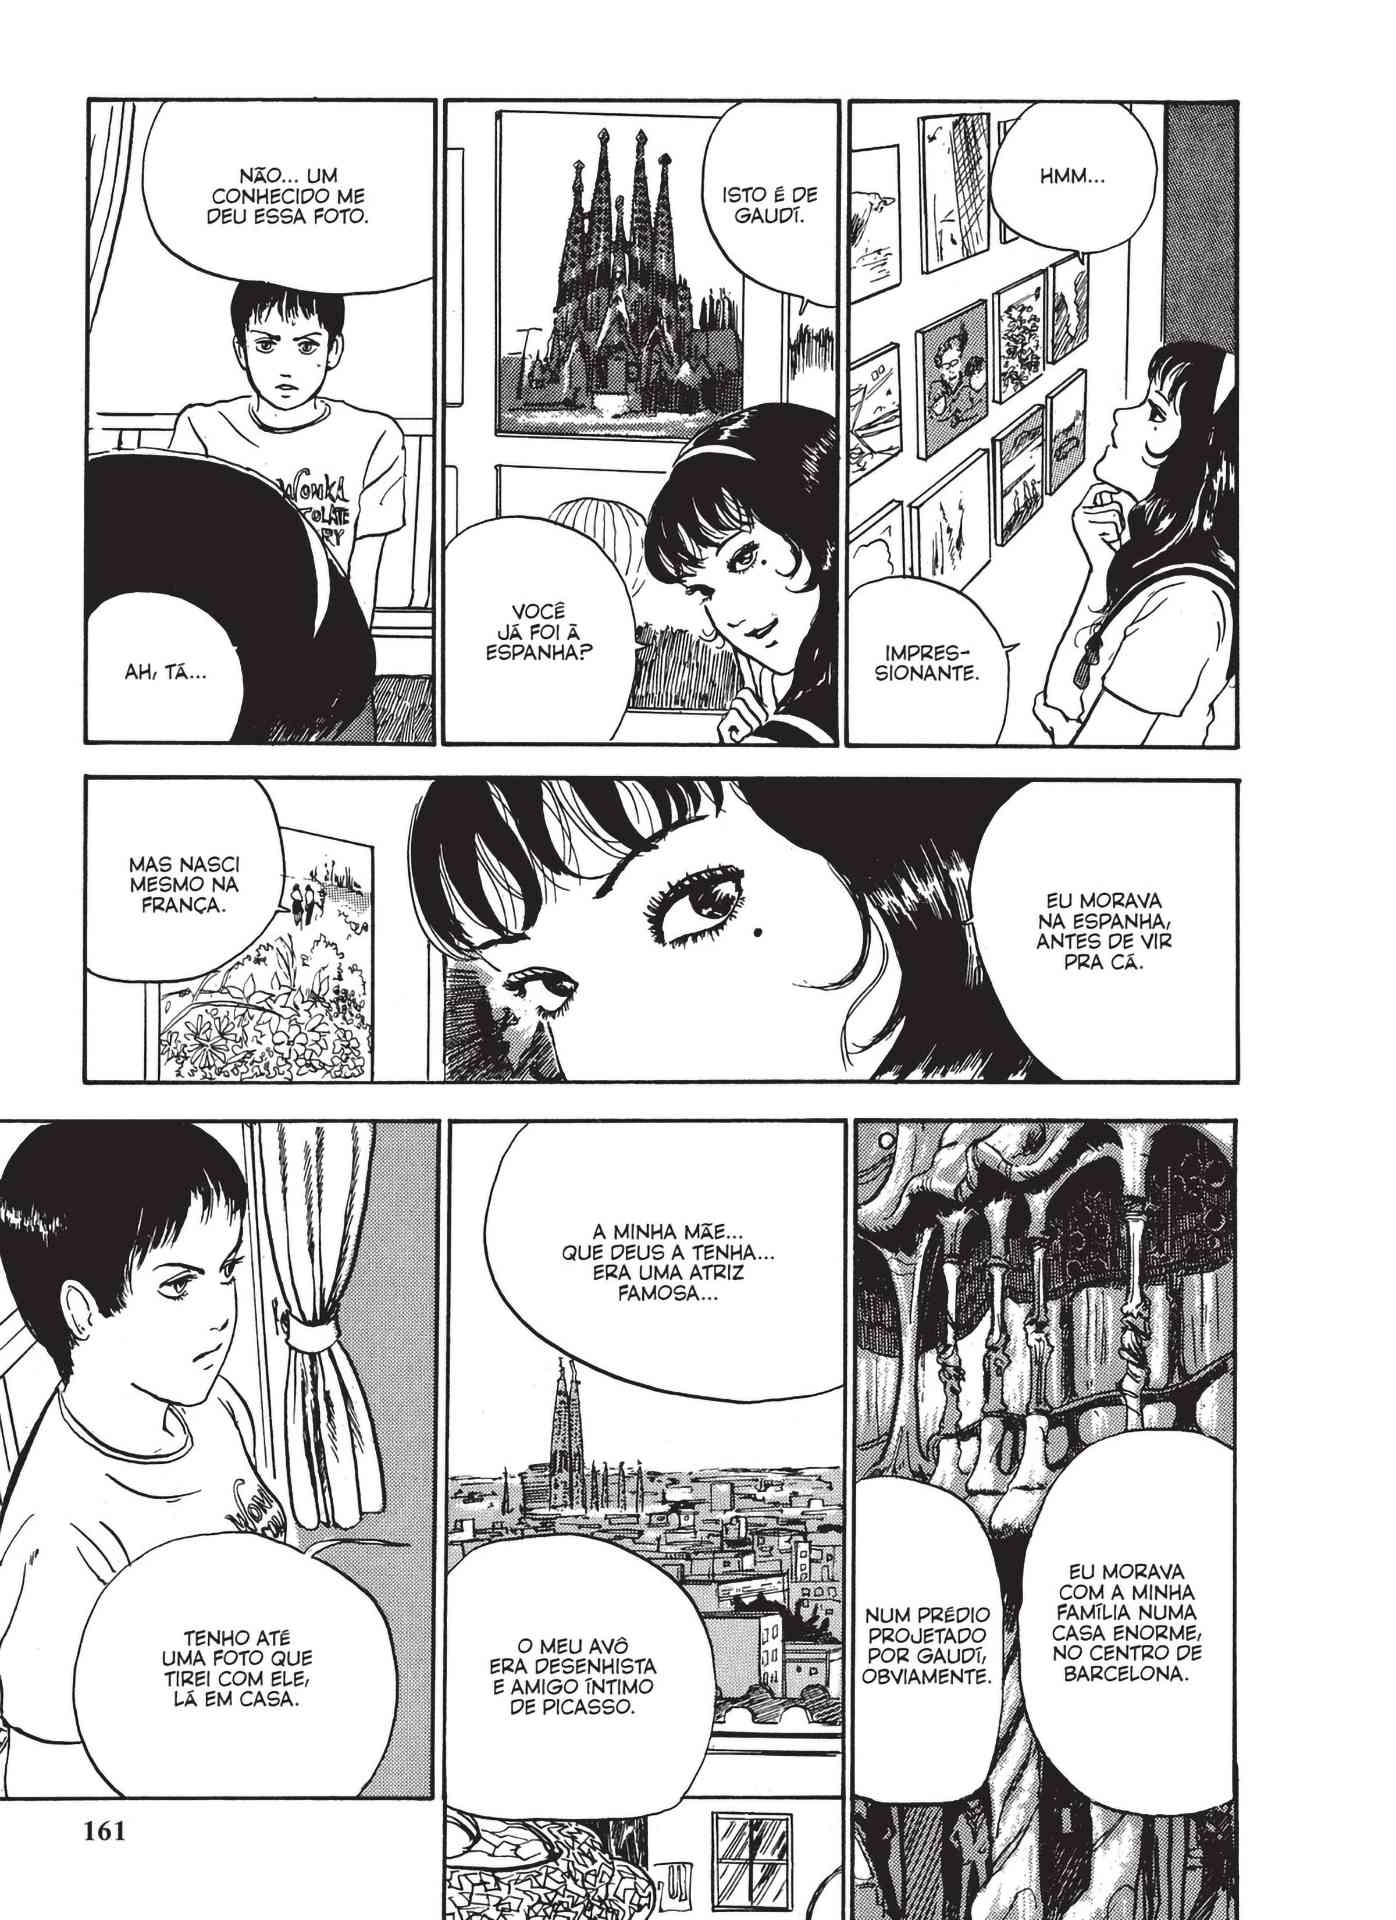 HMM...
IMPRES-
SIONANTE.
ISTO É DE
GAUDÍ.
VOCÊ
JÁ FOI À
ESPANHA?
NÃO... UM
CONHECIDO ME
DEU ESSA FOTO.
WONKA
AH, TÁ...
EU MORAVA
NA ESPANHA,
ANTES DE VIR
PRA CÁ.
MAS NASCI
MESMO NA
FRANÇA.
EU MORAVA
COM A MINHA
FAMÍLIA NUMA
CASA ENORME,
NO CENTRO DE
BARCELONA.
NUM PRÉDIO
PROJETADO
POR GAUDÍ,
OBVIAMENTE.
A MINHA MÃE...
QUE DEUS A TENHA...
ERA UMA ATRIZ
FAMOSA...
O MEU AVÔ
ERA DESENHISTA
E AMIGO ÍNTIMO
DE PICASSO.
TENHO ATÉ
UMA FOTO QUE
TIREI COM ELE,
LÁ EM CASA.
161